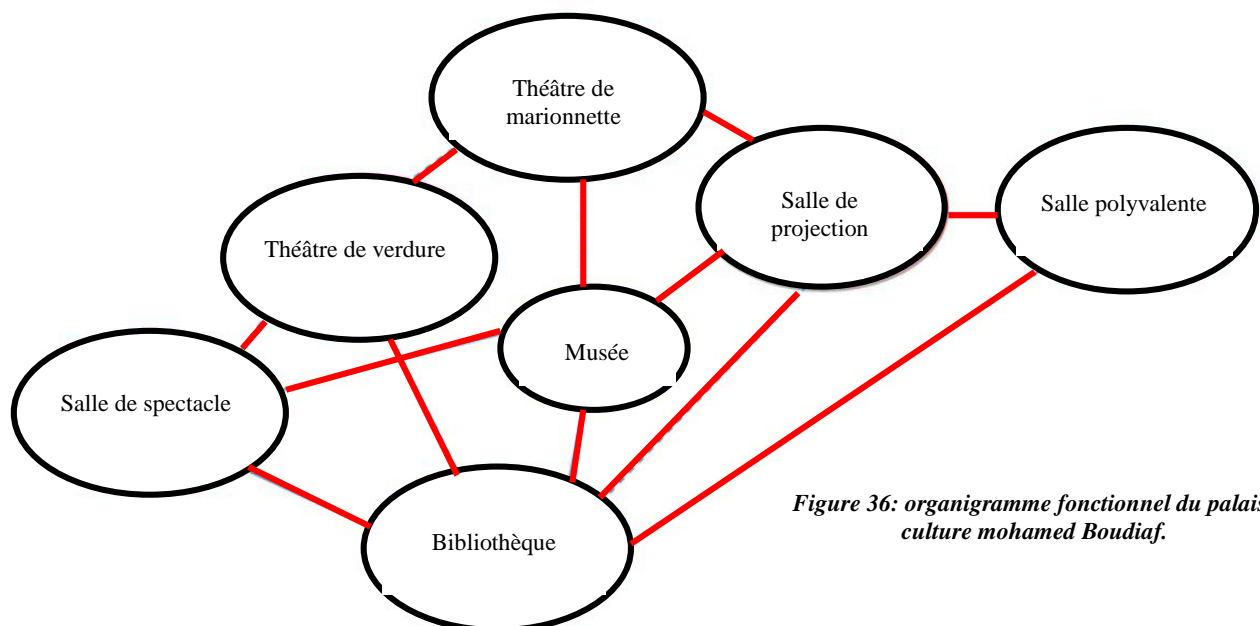 Théâtre de
marionnette
Salle de
projection
Salle polyvalente
Théâtre de verdure
Musée
Salle de spectacle
Bibliothèque
Figure 36: organigramme fonctionnel du palais
culture mohamed Boudiaf.